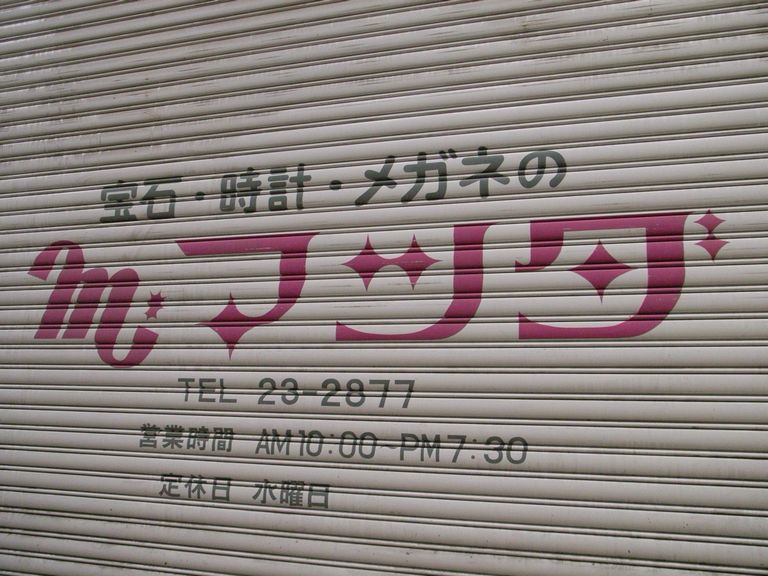 宝石・時計・メガネの
m マツダ
TEL 23-2877
営業時間 AM10:00~PM7:30
定休日 水曜日